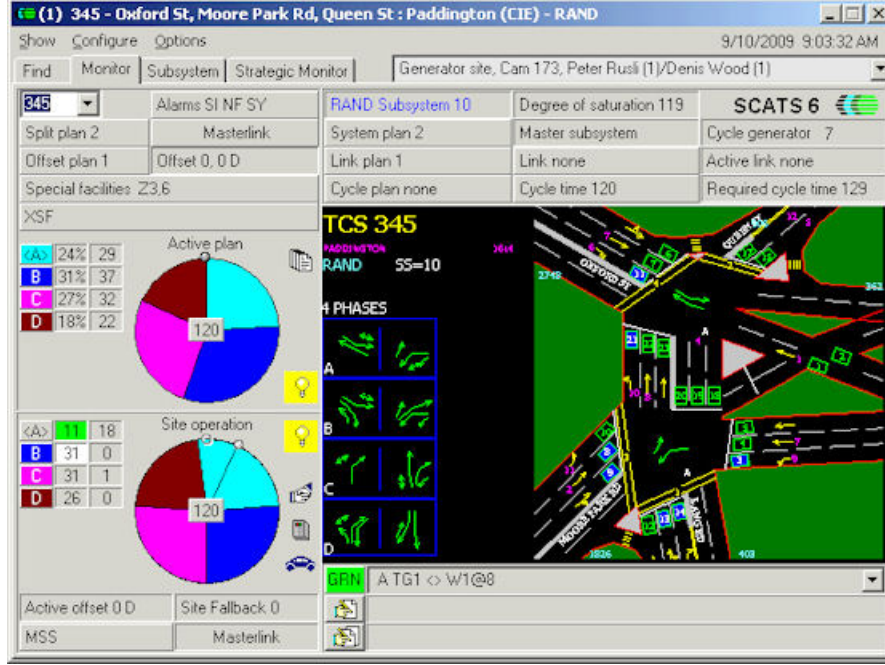 (1) 345 - Oxford St, Moore Park Rd, Queen St : Paddington (CIE) - RAND
Show Configure Options 9/10/2009 9:03:32 AM
Find Monitor Subsystem Strategic Monitor Generator site, Cam 173, Peter Rusli (1)/Denis Wood (1)
345 Alarms SI NF SY RAND Subsystem 10 Degree of saturation 119 SCATS 6
Split plan 2 Masterlink System plan 2 Master subsystem Cycle generator 7
Offset plan 1 Offset 0, 0 D Link plan 1 Link none Active link none
Special facilities Z3,6 Cycle plan none Cycle time 120 Required cycle time 129
XSF
Active plan
<A> 24% 29
B 31% 37
C 27% 32
D 18% 22
120
Site operation
<A> 11 18
B 31 0
C 31 1
D 26 0
120
Active offset 0 D Site Fallback 0
MSS Masterlink
TCS 345
PADDINGTON
RAND SS=10
4 PHASES
A
B
C
D
OXFORD ST
2748
362
A
A
MOORE PARK RD
LANG RD
1826
403
GRN A TG1 <> W1@8